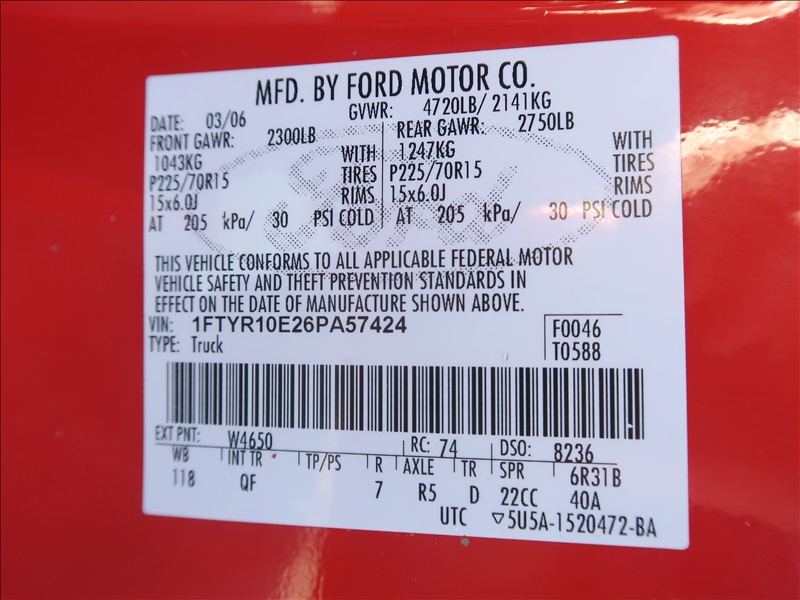 MFD. BY FORD MOTOR CO.
DATE: 03/06 GVWR: 4720LB/ 2141KG
FRONT GAWR: 2300LB REAR GAWR: 2750LB
1043KG WITH 1247KG WITH
P225/70R15 TIRES P225/70R15 TIRES
15x6.0J RIMS 15x6.0J RIMS
AT 205 kPa/ 30 PSI COLD AT 205 kPa/ 30 PSI COLD
THIS VEHICLE CONFORMS TO ALL APPLICABLE FEDERAL MOTOR
VEHICLE SAFETY AND THEFT PREVENTION STANDARDS IN
EFFECT ON THE DATE OF MANUFACTURE SHOWN ABOVE.
VIN: 1FTYR10E26PA57424 F0046
TYPE: Truck T0588
EXT PNT: W4650 RC: 74 DSO: 8236
WB INT TR TP/PS R AXLE TR SPR 6R31B
118 QF 7 R5 D 22CC 40A
UTC ▽5U5A-1520472-BA
Ford